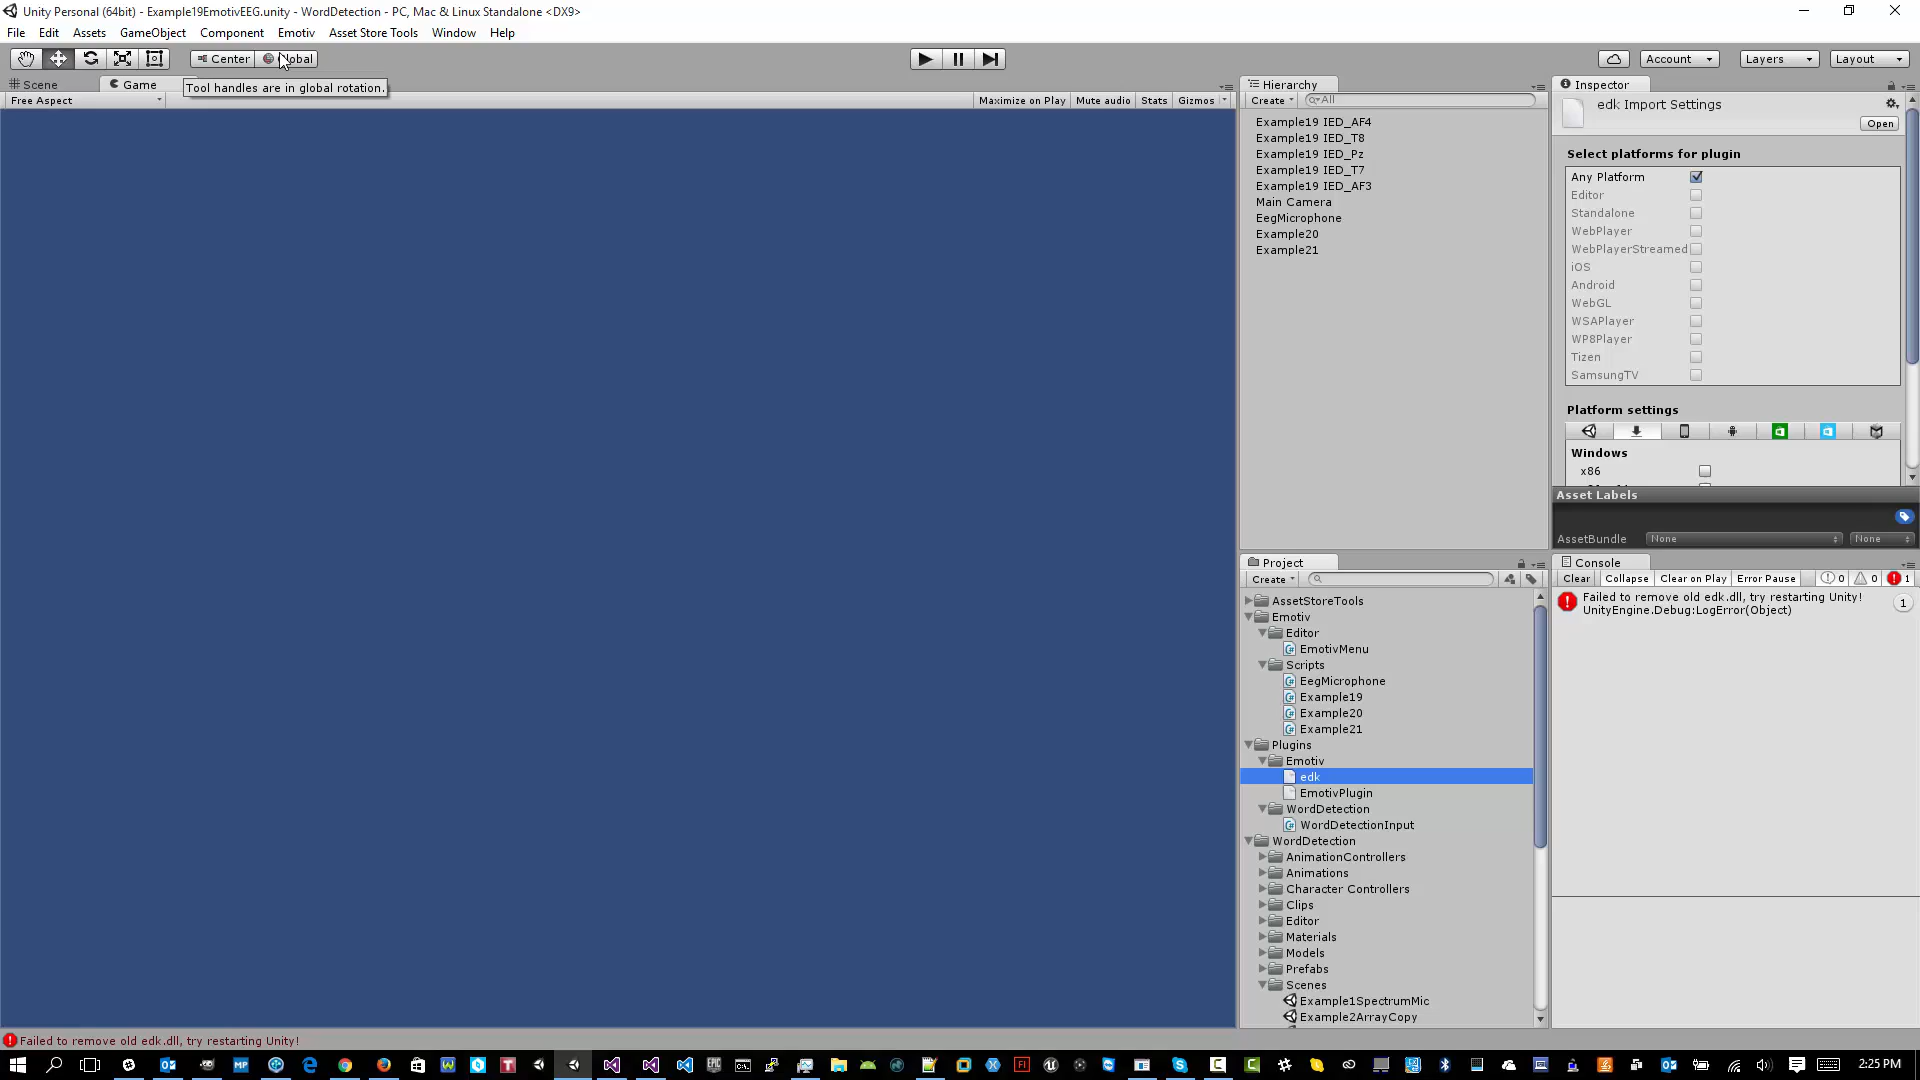 Unity Personal (64bit) - Example19EmotivEEG.unity - WordDetection - PC, Mac & Linux Standalone <DX9>
File Edit Assets GameObject Component Emotiv Asset Store Tools Window Help
Center
Account Layers Layout
Scene Game
Tool handles are in global rotation.
Free Aspect
Maximize on Play Mute audio Stats Gizmos
Hierarchy
Create All
Example19 IED_AF4
Example19 IED_T8
Example19 IED_Pz
Example19 IED_T7
Example19 IED_AF3
Main Camera
EegMicrophone
Example20
Example21
Inspector
edk Import Settings
Open
Select platforms for plugin
Any Platform
Editor
Standalone
WebPlayer
WebPlayerStreamed
iOS
Android
WebGL
WSAPlayer
WP8Player
Tizen
SamsungTV
Platform settings
Windows
x86
Asset Labels
AssetBundle None None
Project
Create
AssetStoreTools
Emotiv
Editor
EmotivMenu
Scripts
EegMicrophone
Example19
Example20
Example21
Plugins
Emotiv
edk
EmotivPlugin
WordDetection
WordDetectionInput
WordDetection
AnimationControllers
Animations
Character Controllers
Clips
Editor
Materials
Models
Prefabs
Scenes
Example1SpectrumMic
Example2ArrayCopy
Console
Clear Collapse Clear on Play Error Pause 0 0 1
Failed to remove old edk.dll, try restarting Unity!
UnityEngine.Debug:LogError(Object)
1
Failed to remove old edk.dll, try restarting Unity!
2:25 PM